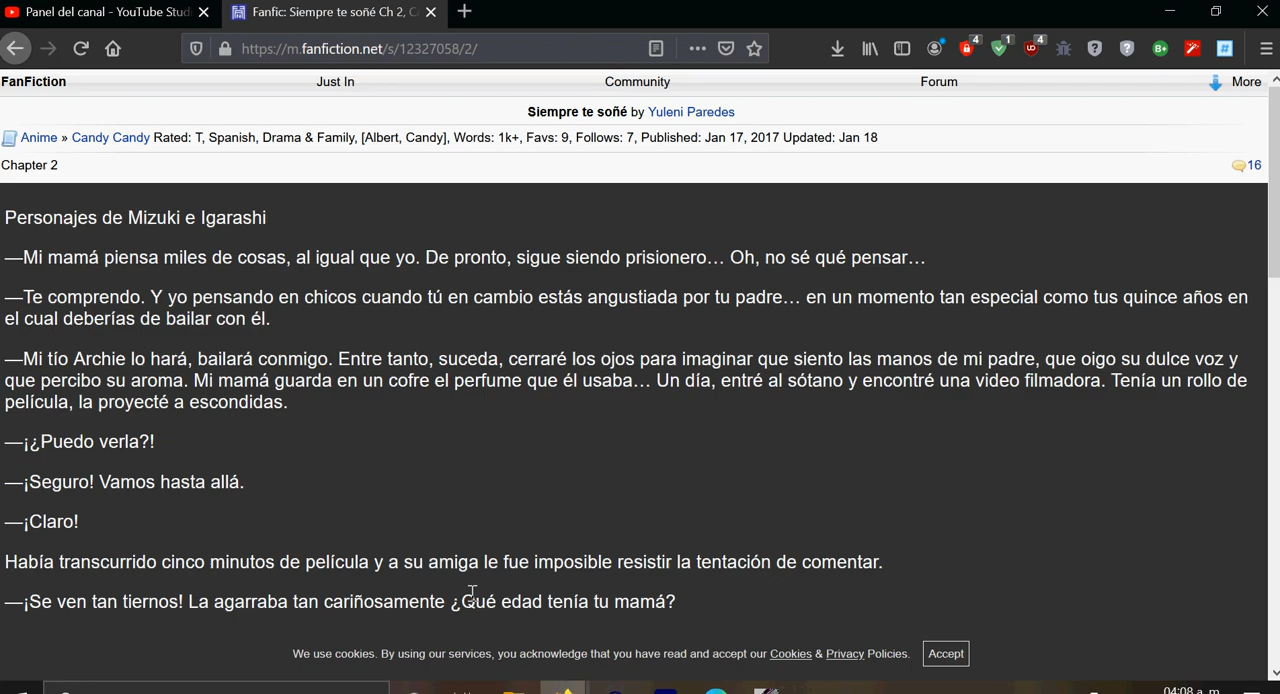 Panel del canal - YouTube Studi
Fanfic: Siempre te soñé Ch 2, C
https://m.fanfiction.net/s/12327058/2/
4
1
4
FanFiction
Just In
Community
Forum
More
Siempre te soñé by Yuleni Paredes
Anime » Candy Candy Rated: T, Spanish, Drama & Family, [Albert, Candy], Words: 1k+, Favs: 9, Follows: 7, Published: Jan 17, 2017 Updated: Jan 18
Chapter 2
16
Personajes de Mizuki e Igarashi
—Mi mamá piensa miles de cosas, al igual que yo. De pronto, sigue siendo prisionero… Oh, no sé qué pensar…
—Te comprendo. Y yo pensando en chicos cuando tú en cambio estás angustiada por tu padre… en un momento tan especial como tus quince años en
el cual deberías de bailar con él.
—Mi tío Archie lo hará, bailará conmigo. Entre tanto, suceda, cerraré los ojos para imaginar que siento las manos de mi padre, que oigo su dulce voz y
que percibo su aroma. Mi mamá guarda en un cofre el perfume que él usaba… Un día, entré al sótano y encontré una video filmadora. Tenía un rollo de
película, la proyecté a escondidas.
—¡¿Puedo verla?!
—¡Seguro! Vamos hasta allá.
—¡Claro!
Había transcurrido cinco minutos de película y a su amiga le fue imposible resistir la tentación de comentar.
—¡Se ven tan tiernos! La agarraba tan cariñosamente ¿Qué edad tenía tu mamá?
We use cookies. By using our services, you acknowledge that you have read and accept our Cookies & Privacy Policies.
Accept
04:08 a. m.